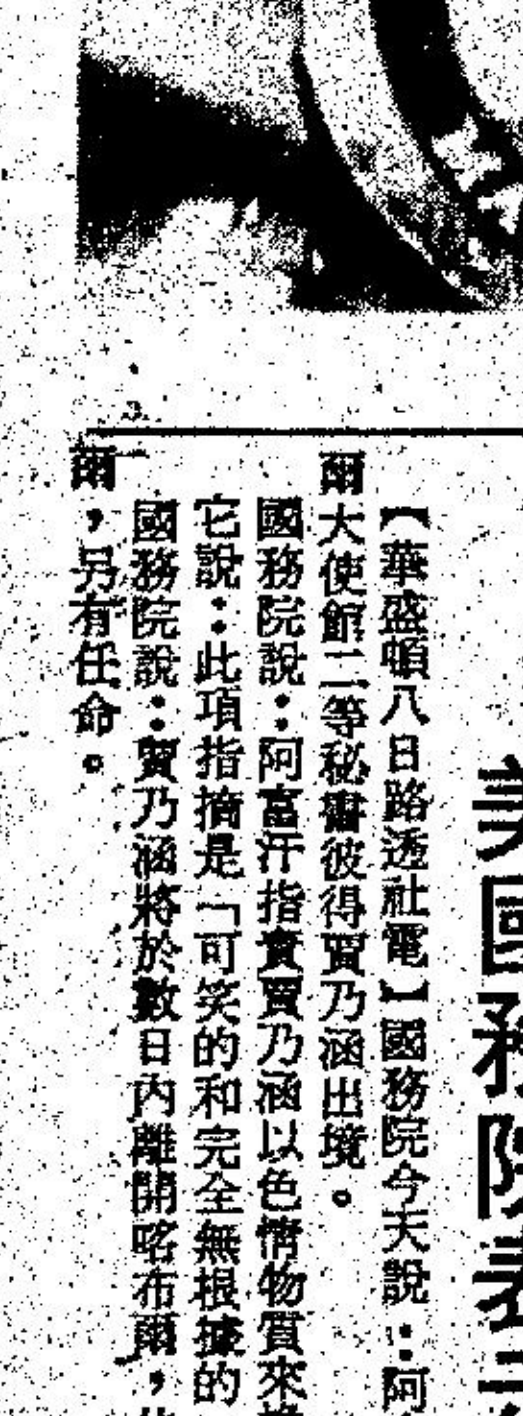 美國務院表
【華盛頓八日路透社電】國務院今天說：阿
爾大使館二等秘書彼得賈乃涵出境。
國務院說：阿富汗指責賈乃涵以色情物質來
它說：此項指摘是「可笑的和完全無根據的
國務院說：賈乃涵將於數日內離開喀布爾，
爾，另有任命。